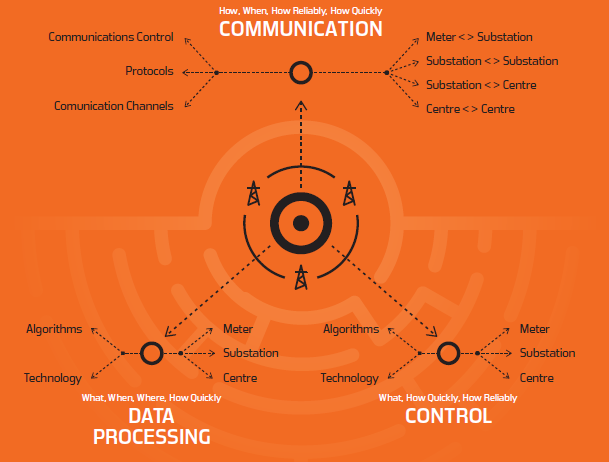 How, When, How Reliably, How Quickly
COMMUNICATION
Communications Control
Protocols
Comunication Channels
Meter < > Substation
Substation < > Substation
Substation < > Centre
Centre < > Centre
Algorithms
Technology
Meter
Substation
Centre
What, When, Where, How Quickly
DATA
PROCESSING
Algorithms
Technology
Meter
Substation
Centre
What, How Quickly, How Reliably
CONTROL